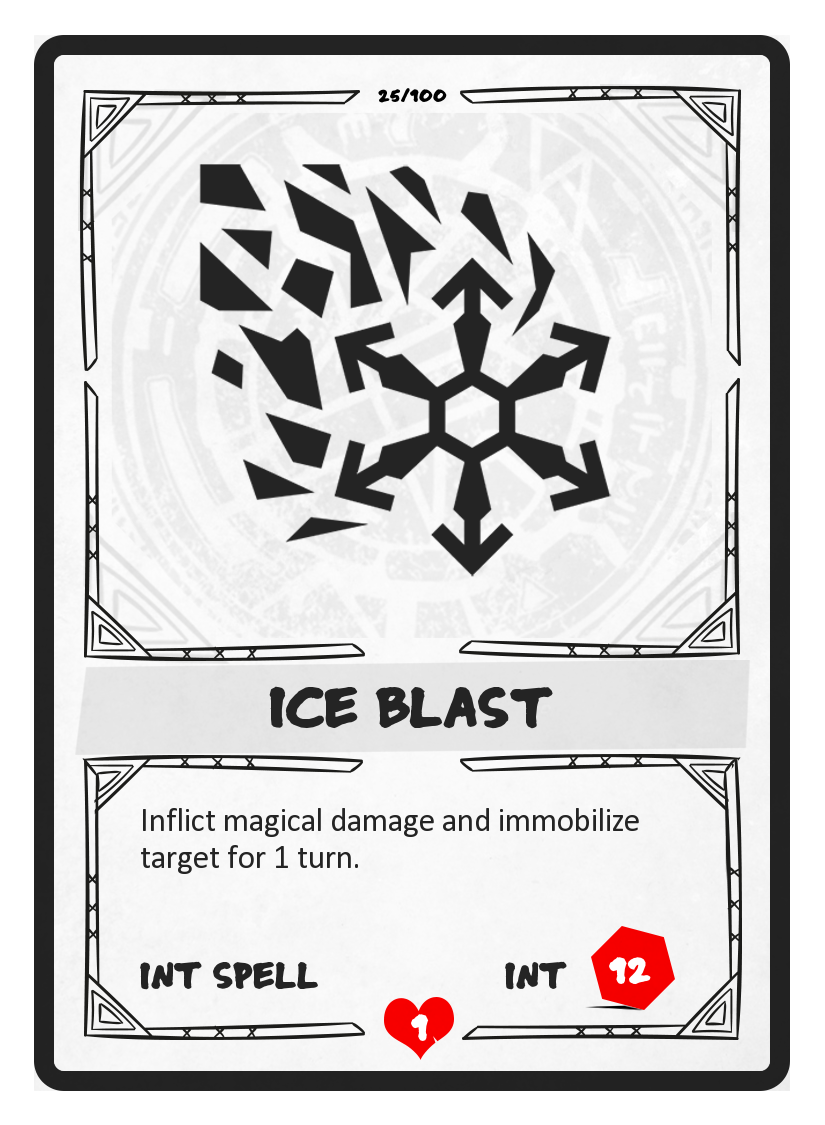 25/100
ICE BLAST
Inflict magical damage and immobilize
target for 1 turn.
INT SPELL
INT 12
1